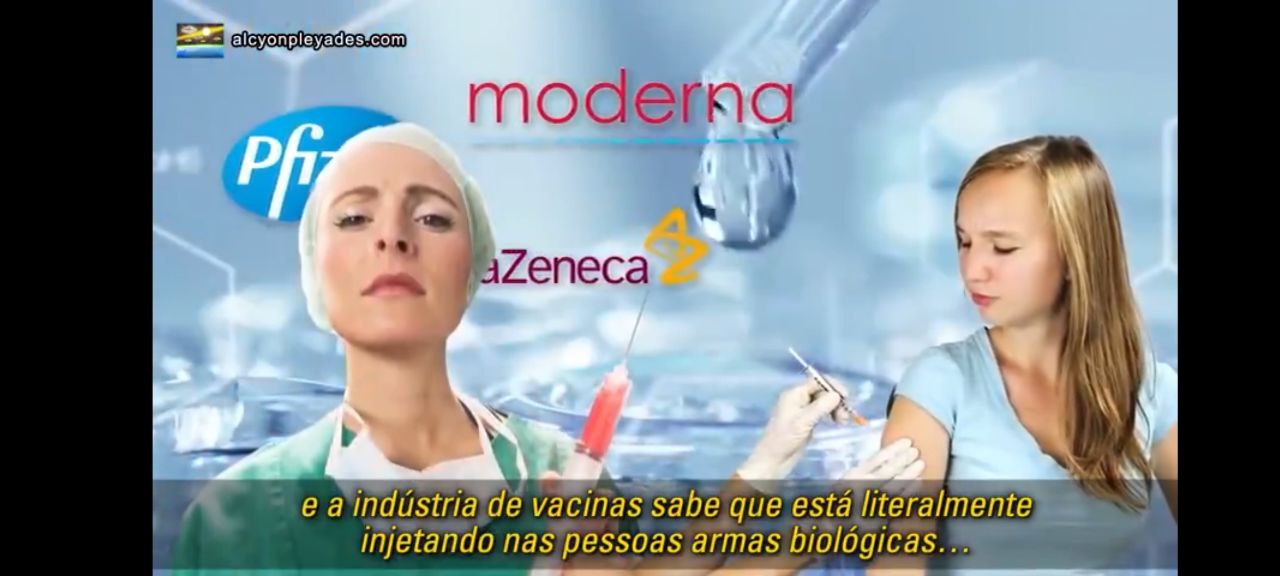 alcyonpleyades.com
moderna
Pfiz
aZeneca
e a indústria de vacinas sabe que está literalmente
injetando nas pessoas armas biológicas...